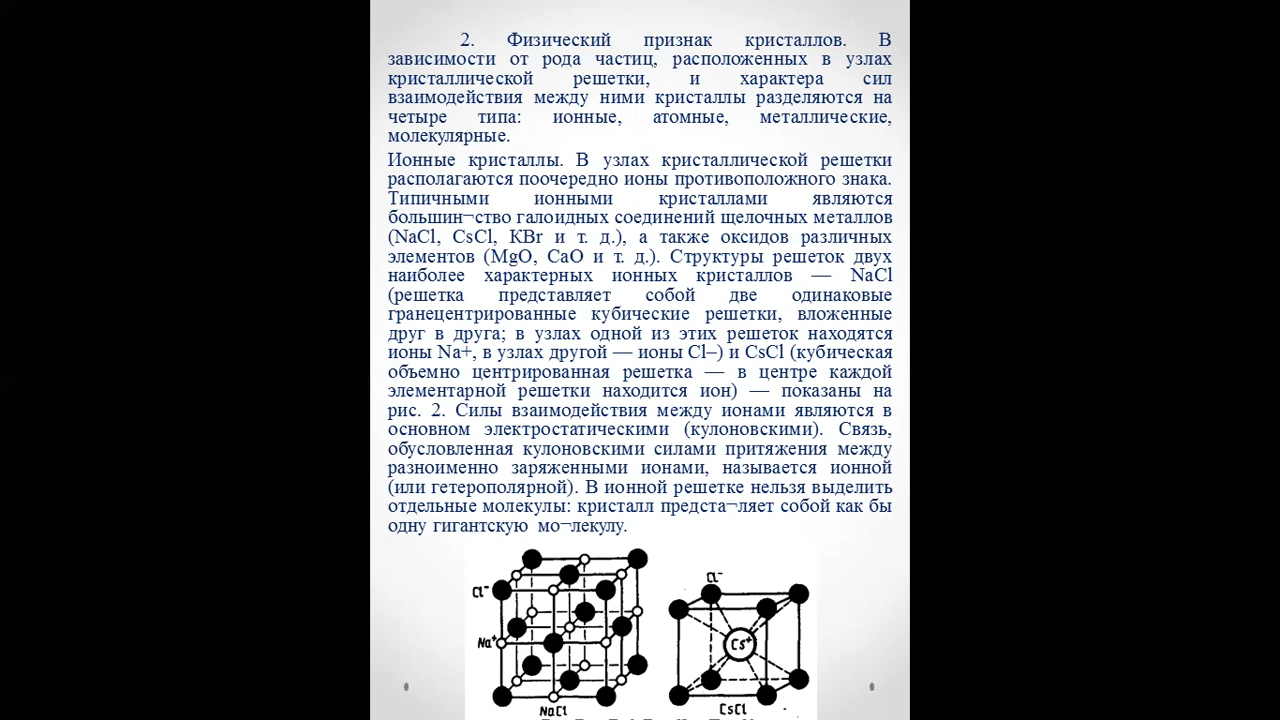 2. Физический признак кристаллов. В
зависимости от рода частиц, расположенных в узлах
кристаллической решетки, и характера сил
взаимодействия между ними кристаллы разделяются на
четыре типа: ионные, атомные, металлические,
молекулярные.
Ионные кристаллы. В узлах кристаллической решетки
располагаются поочередно ионы противоположного знака.
Типичными ионными кристаллами являются
большин¬ство галоидных соединений щелочных металлов
(NaCl, CsCl, КВr и т. д.), а также оксидов различных
элементов (MgO, CaO и т. д.). Структуры решеток двух
наиболее характерных ионных кристаллов — NaCl
(решетка представляет собой две одинаковые
гранецентрированные кубические решетки, вложенные
друг в друга; в узлах одной из этих решеток находятся
ионы Na+, в узлах другой — ионы Cl–) и CsCl (кубическая
объемно центрированная решетка — в центре каждой
элементарной решетки находится ион) — показаны на
рис. 2. Силы взаимодействия между ионами являются в
основном электростатическими (кулоновскими). Связь,
обусловленная кулоновскими силами притяжения между
разноименно заряженными ионами, называется ионной
(или гетерополярной). В ионной решетке нельзя выделить
отдельные молекулы: кристалл предста¬ляет собой как бы
одну гигантскую мо¬лекулу.
Cl⁻
Na⁺
NaCl
Cl⁻
Cs⁺
CsCl